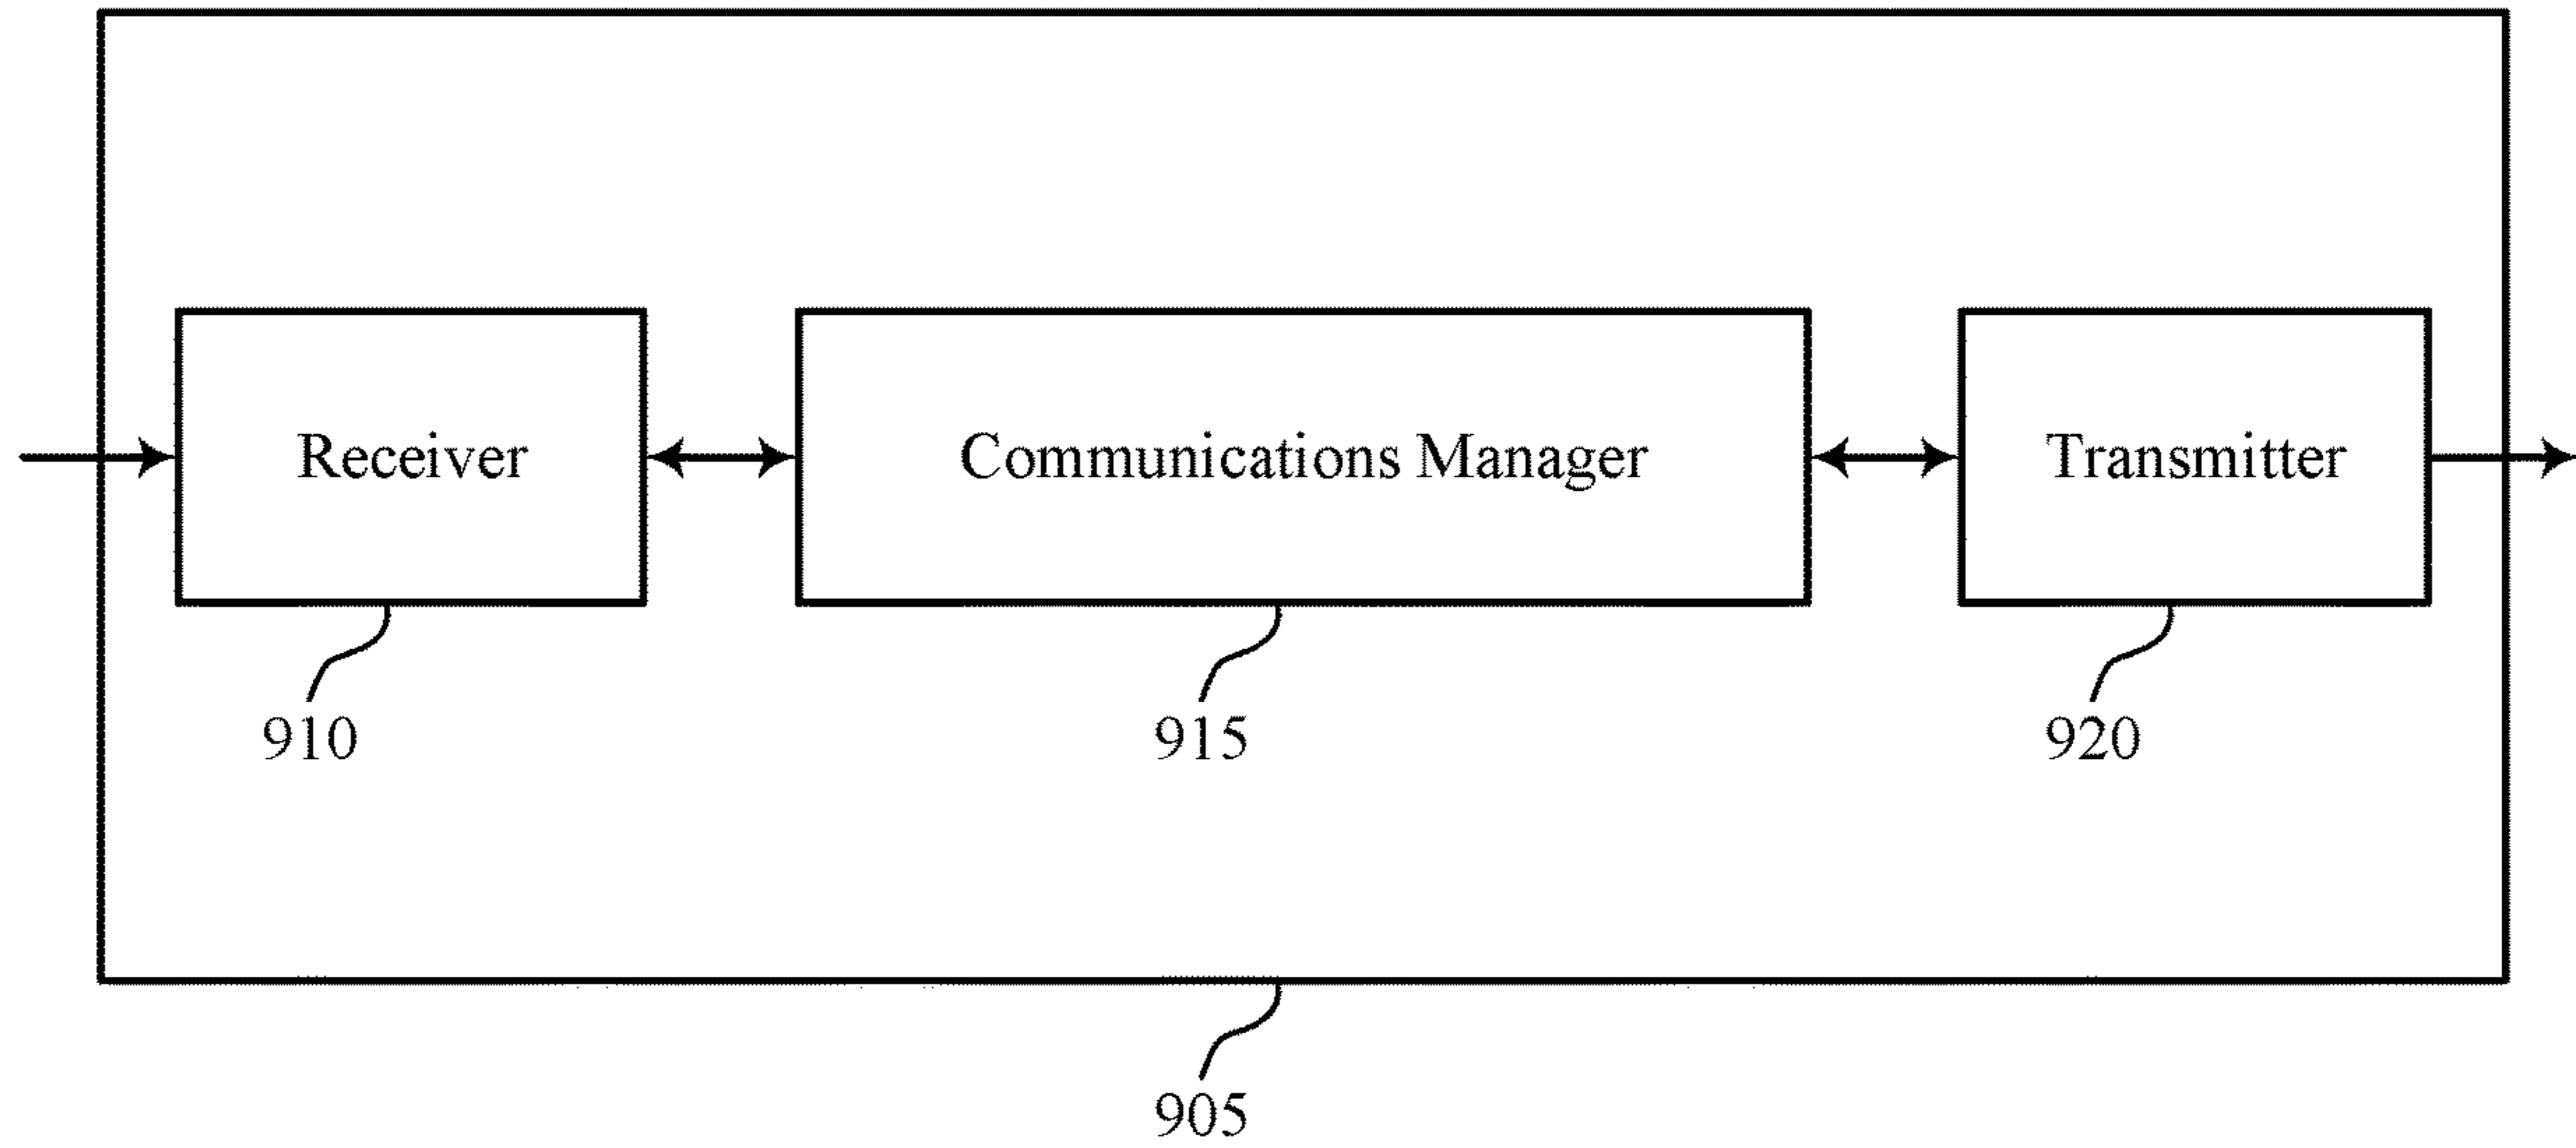 Receiver
Communications Manager
Transmitter
910
915
920
905